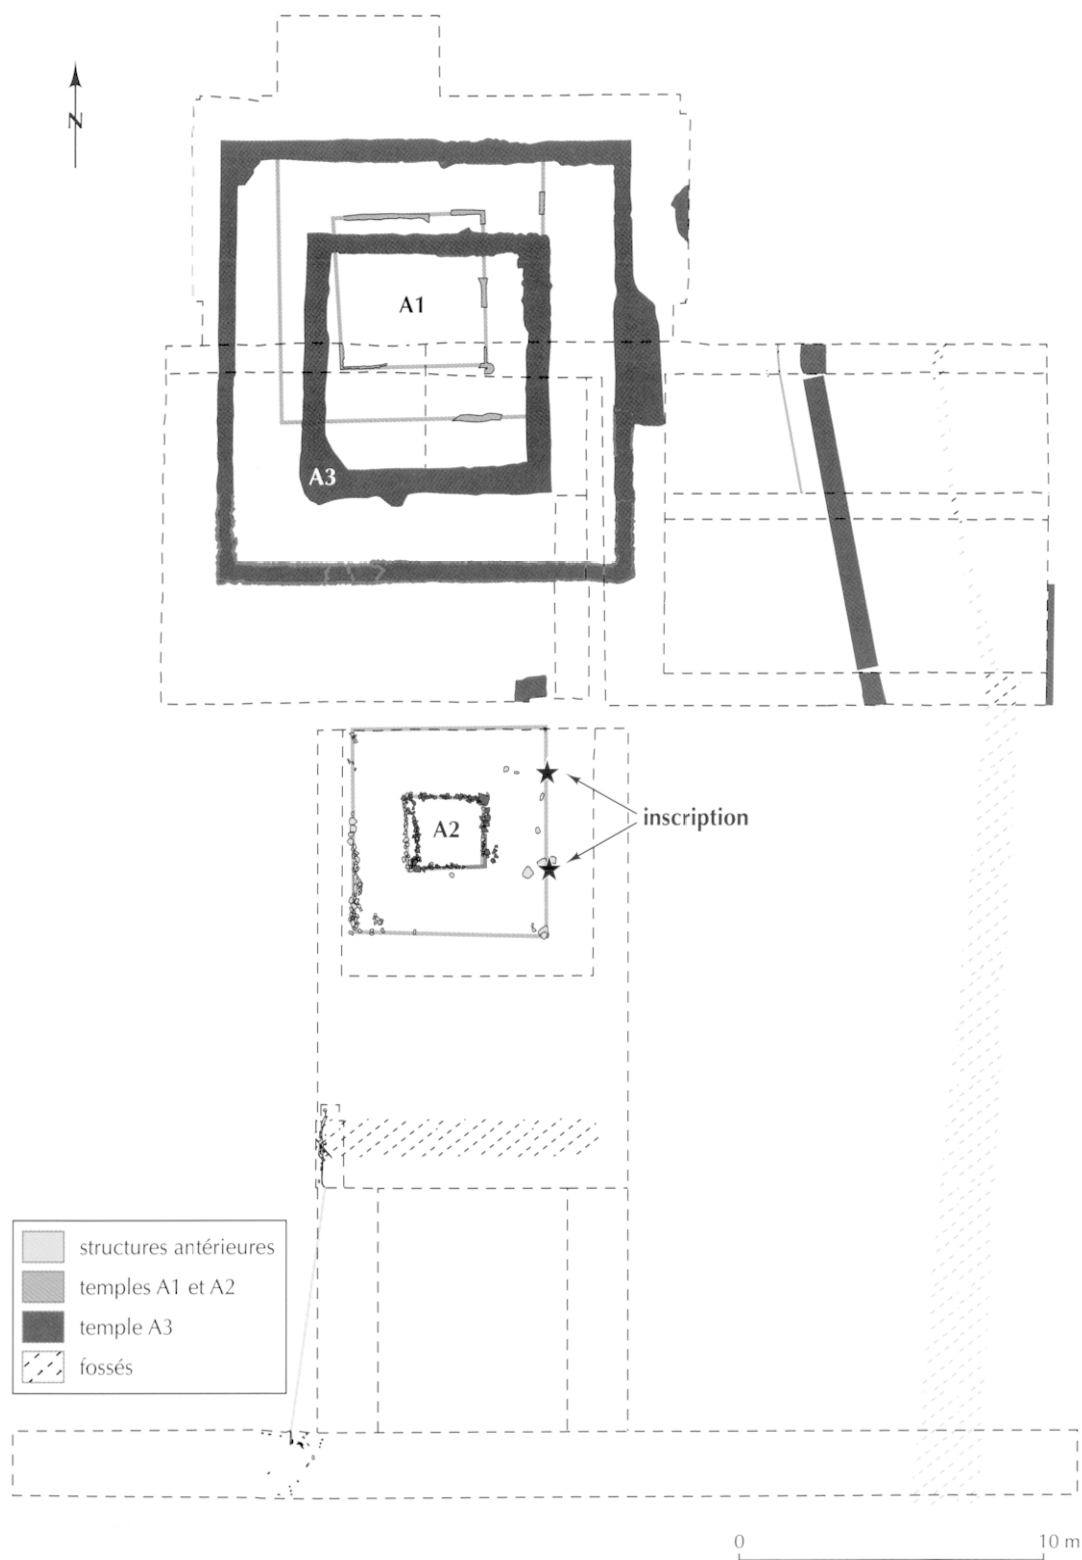 N
A1
A3
A2
inscription
structures antérieures
temples A1 et A2
temple A3
fossés
0 10 m